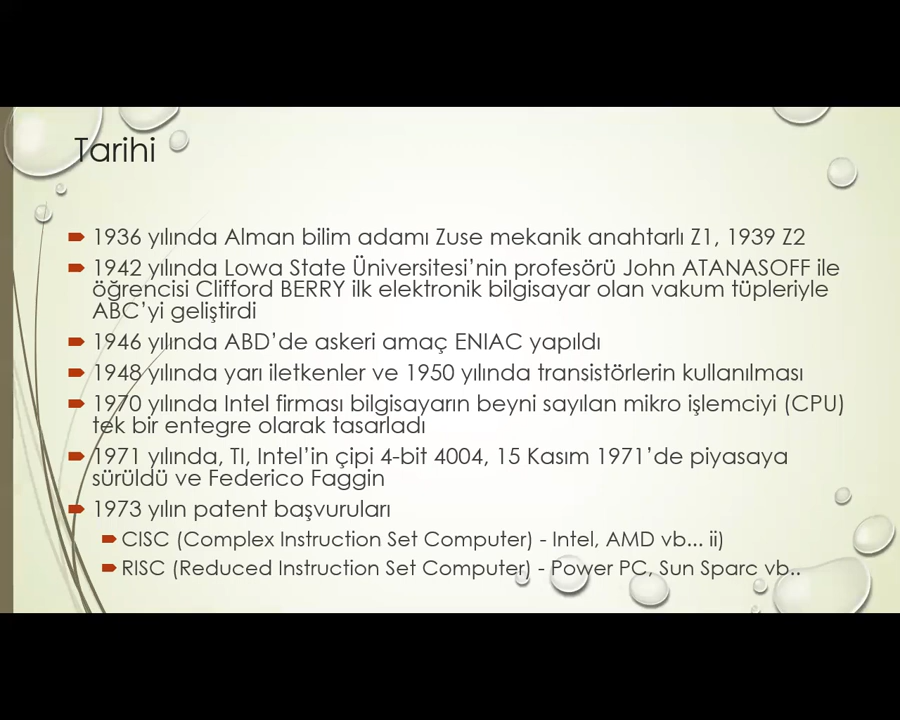 Tarihi
1936 yılında Alman bilim adamı Zuse mekanik anahtarlı Z1, 1939 Z2
1942 yılında Lowa State Üniversitesi’nin profesörü John ATANASOFF ile
öğrencisi Clifford BERRY ilk elektronik bilgisayar olan vakum tüpleriyle
ABC’yi geliştirdi
1946 yılında ABD’de askeri amaç ENIAC yapıldı
1948 yılında yarı iletkenler ve 1950 yılında transistörlerin kullanılması
1970 yılında Intel firması bilgisayarın beyni sayılan mikro işlemciyi (CPU)
tek bir entegre olarak tasarladı
1971 yılında, TI, Intel’in çipi 4-bit 4004, 15 Kasım 1971’de piyasaya
sürüldü ve Federico Faggin
1973 yılın patent başvuruları
CISC (Complex Instruction Set Computer) - Intel, AMD vb... ii)
RISC (Reduced Instruction Set Computer) - Power PC, Sun Sparc vb..